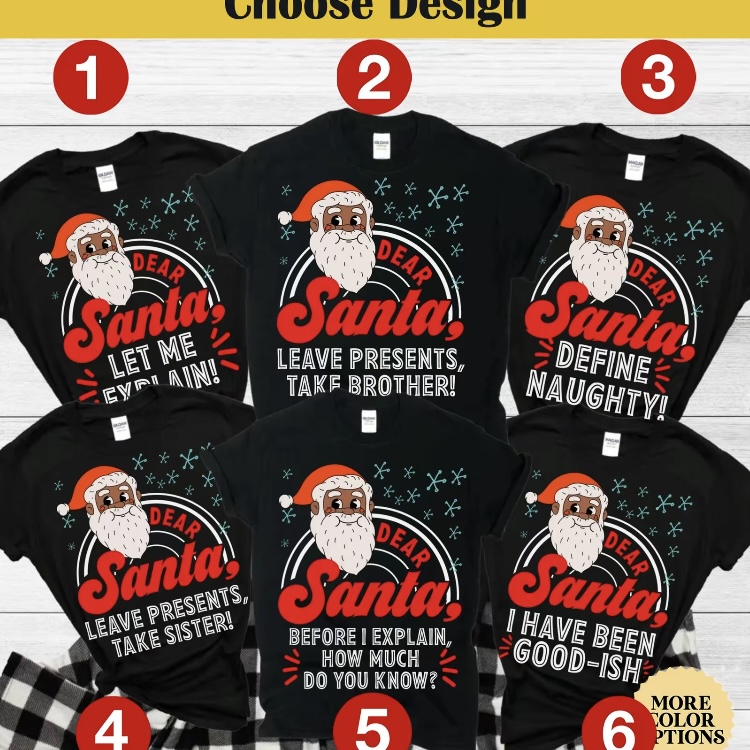 Choose Design
1
2
3
DEAR
Santa,
LET ME
EXPLAIN!
DEAR
Santa,
LEAVE PRESENTS,
TAKE BROTHER!
DEAR
Santa,
DEFINE
NAUGHTY!
DEAR
Santa,
LEAVE PRESENTS,
TAKE SISTER!
DEAR
Santa,
BEFORE I EXPLAIN,
HOW MUCH
DO YOU KNOW?
DEAR
Santa,
I HAVE BEEN
GOOD-ISH
4
5
6
MORE
COLOR
OPTIONS